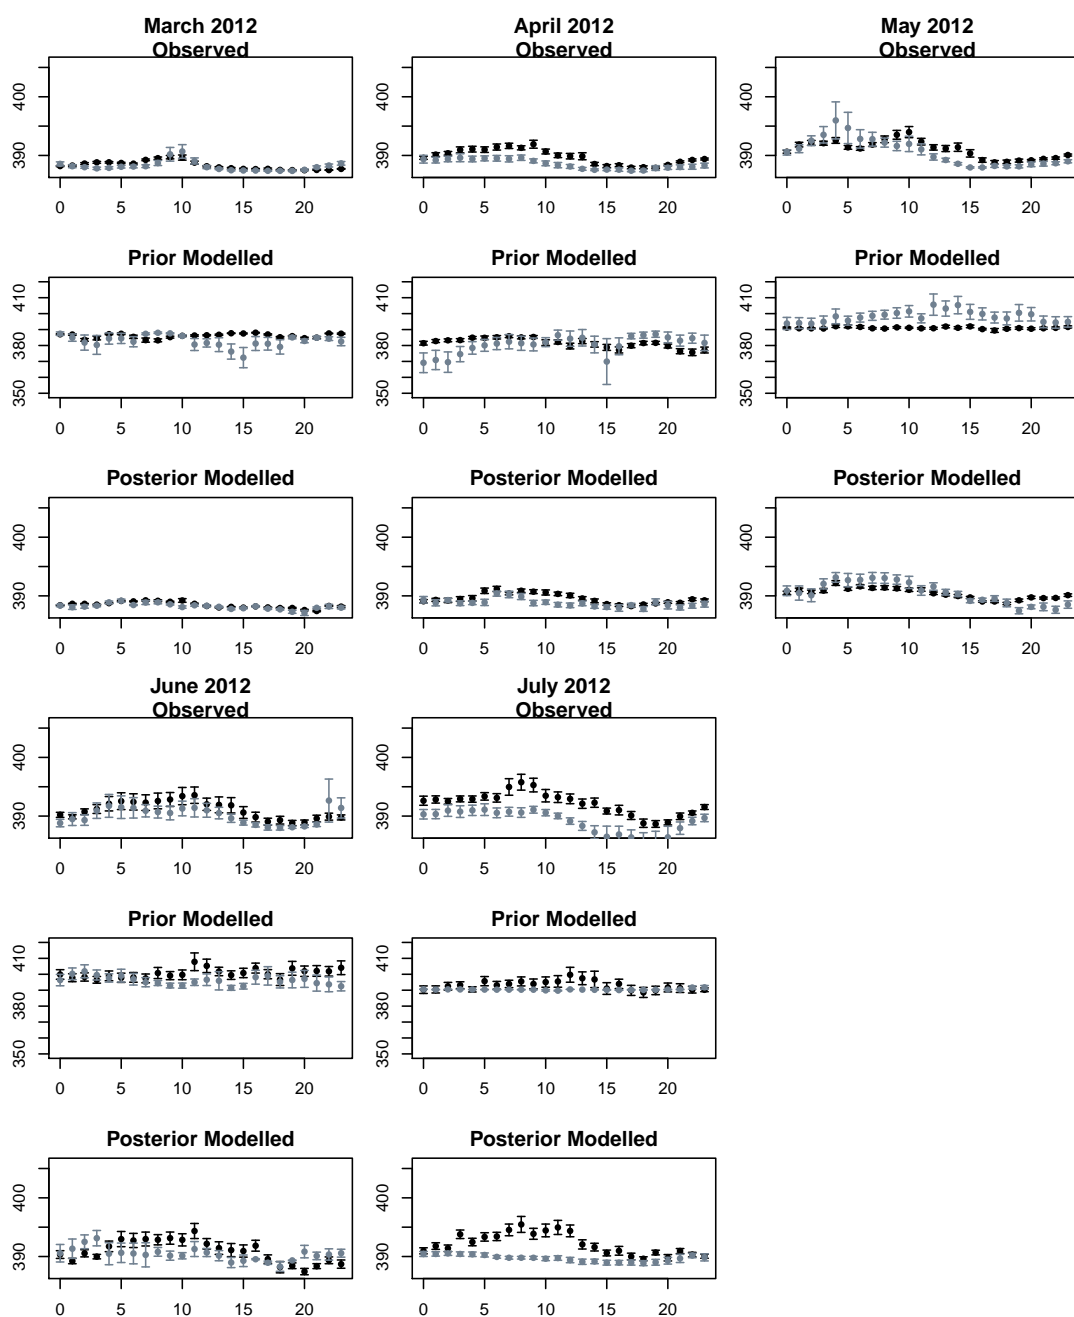 March 2012 April 2012 May 2012
Observed Observed Observed
400 400 400
390 390 390
0 5 10 15 20 0 5 10 15 20 0 5 10 15 20
Prior Modelled Prior Modelled Prior Modelled
410 410 410
380 380 380
350 350 350
0 5 10 15 20 0 5 10 15 20 0 5 10 15 20
Posterior Modelled Posterior Modelled Posterior Modelled
400 400 400
390 390 390
0 5 10 15 20 0 5 10 15 20 0 5 10 15 20
June 2012 July 2012
Observed Observed
400 400
390 390
0 5 10 15 20 0 5 10 15 20
Prior Modelled Prior Modelled
410 410
380 380
350 350
0 5 10 15 20 0 5 10 15 20
Posterior Modelled Posterior Modelled
400 400
390 390
0 5 10 15 20 0 5 10 15 20